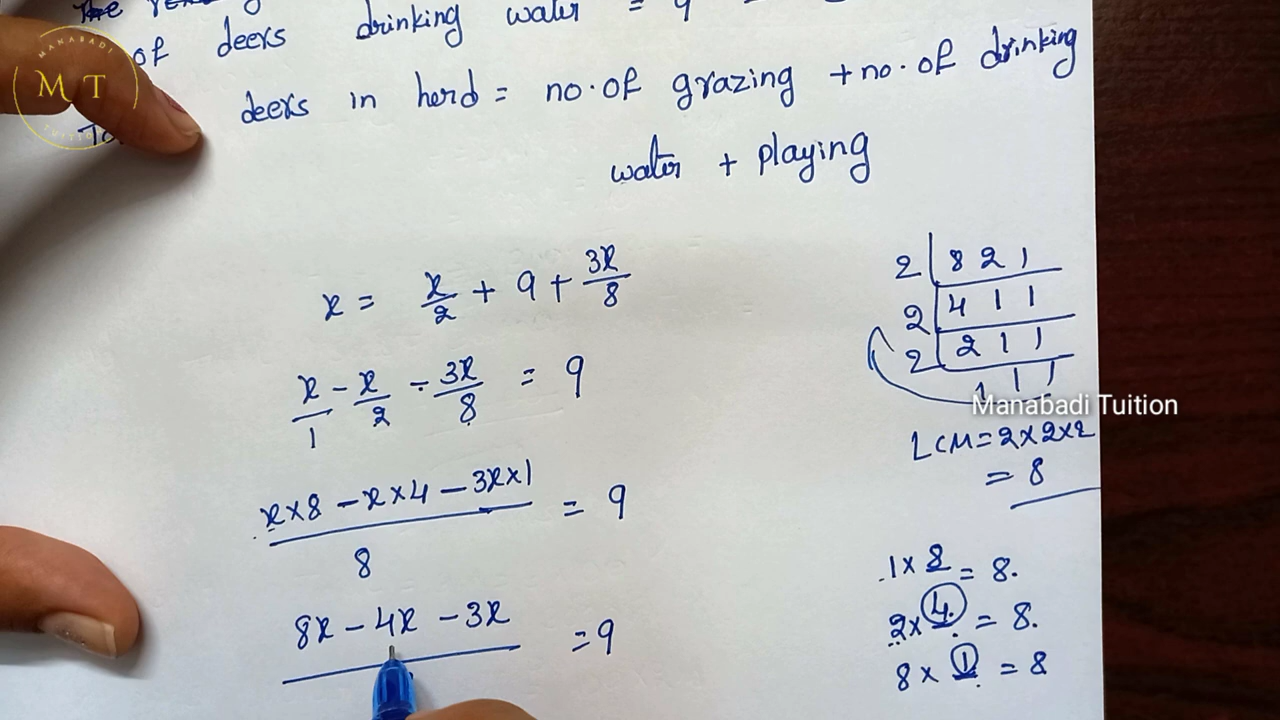 The
of deers drinking water = 9
MANABADI
MT
TUITION
deers in herd = no.of grazing + no.of drinking
water + playing
x = x/2 + 9 + 3x/8
x/1 - x/2 - 3x/8 = 9
x×8 - x×4 - 3x×1 = 9
8
8x - 4x - 3x = 9
2 8 2 1
2 4 1 1
2 2 1 1
1 1 1
Manabadi Tuition
LCM = 2×2×2
= 8
1×8 = 8.
2×4 = 8.
8×1 = 8